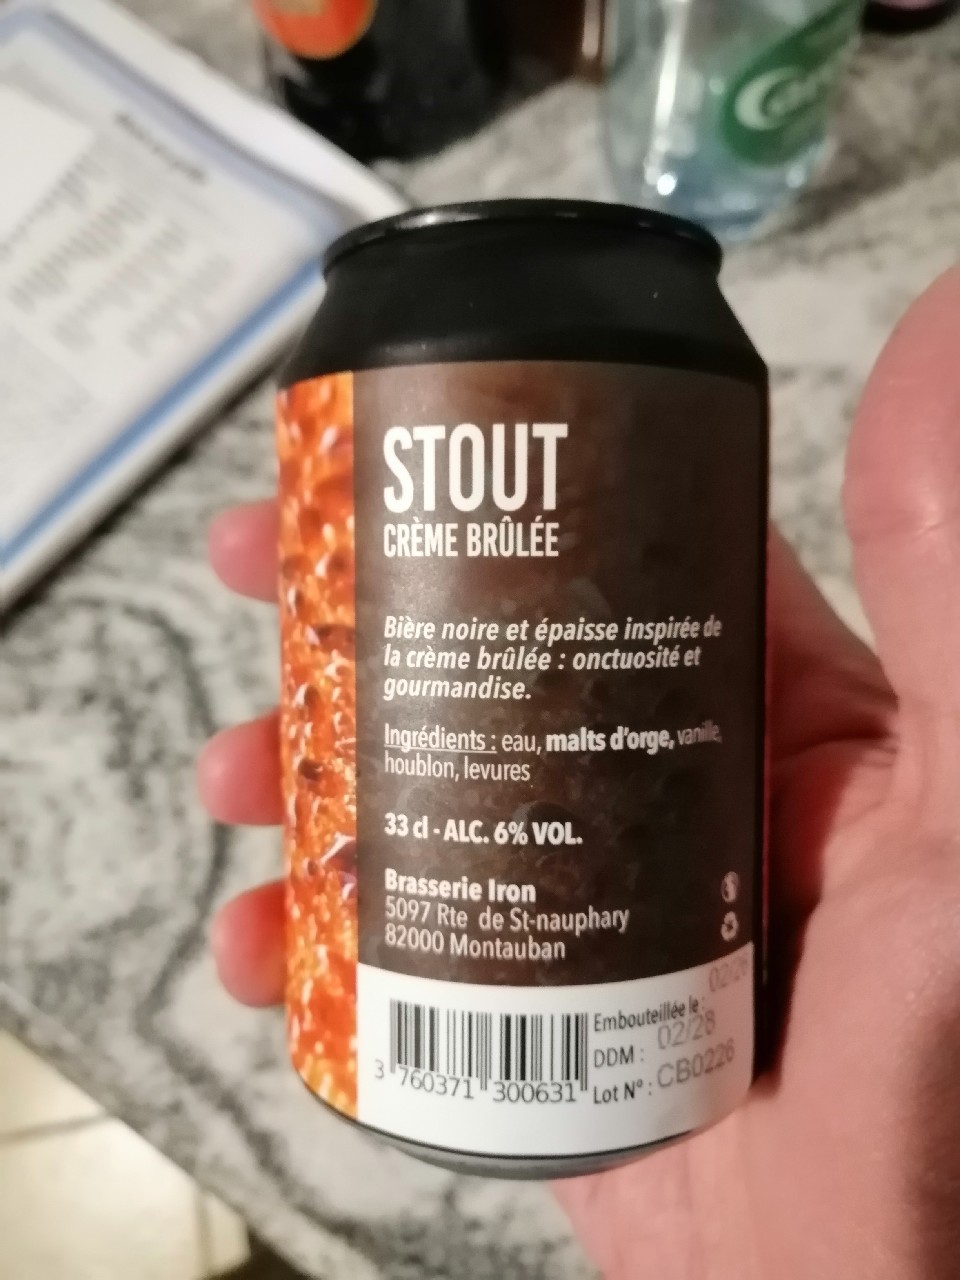 STOUT
CRÈME BRÛLÉE
Bière noire et épaisse inspirée de
la crème brûlée : onctuosité et
gourmandise.
Ingrédients : eau, malts d'orge, vanille,
houblon, levures
33 cl - ALC. 6% VOL.
Brasserie Iron
5097 Rte de St-nauphary
82000 Montauban
Embouteillée le : 02/26
DDM : 02/28
Lot N° : CB0226
3 760371 300631